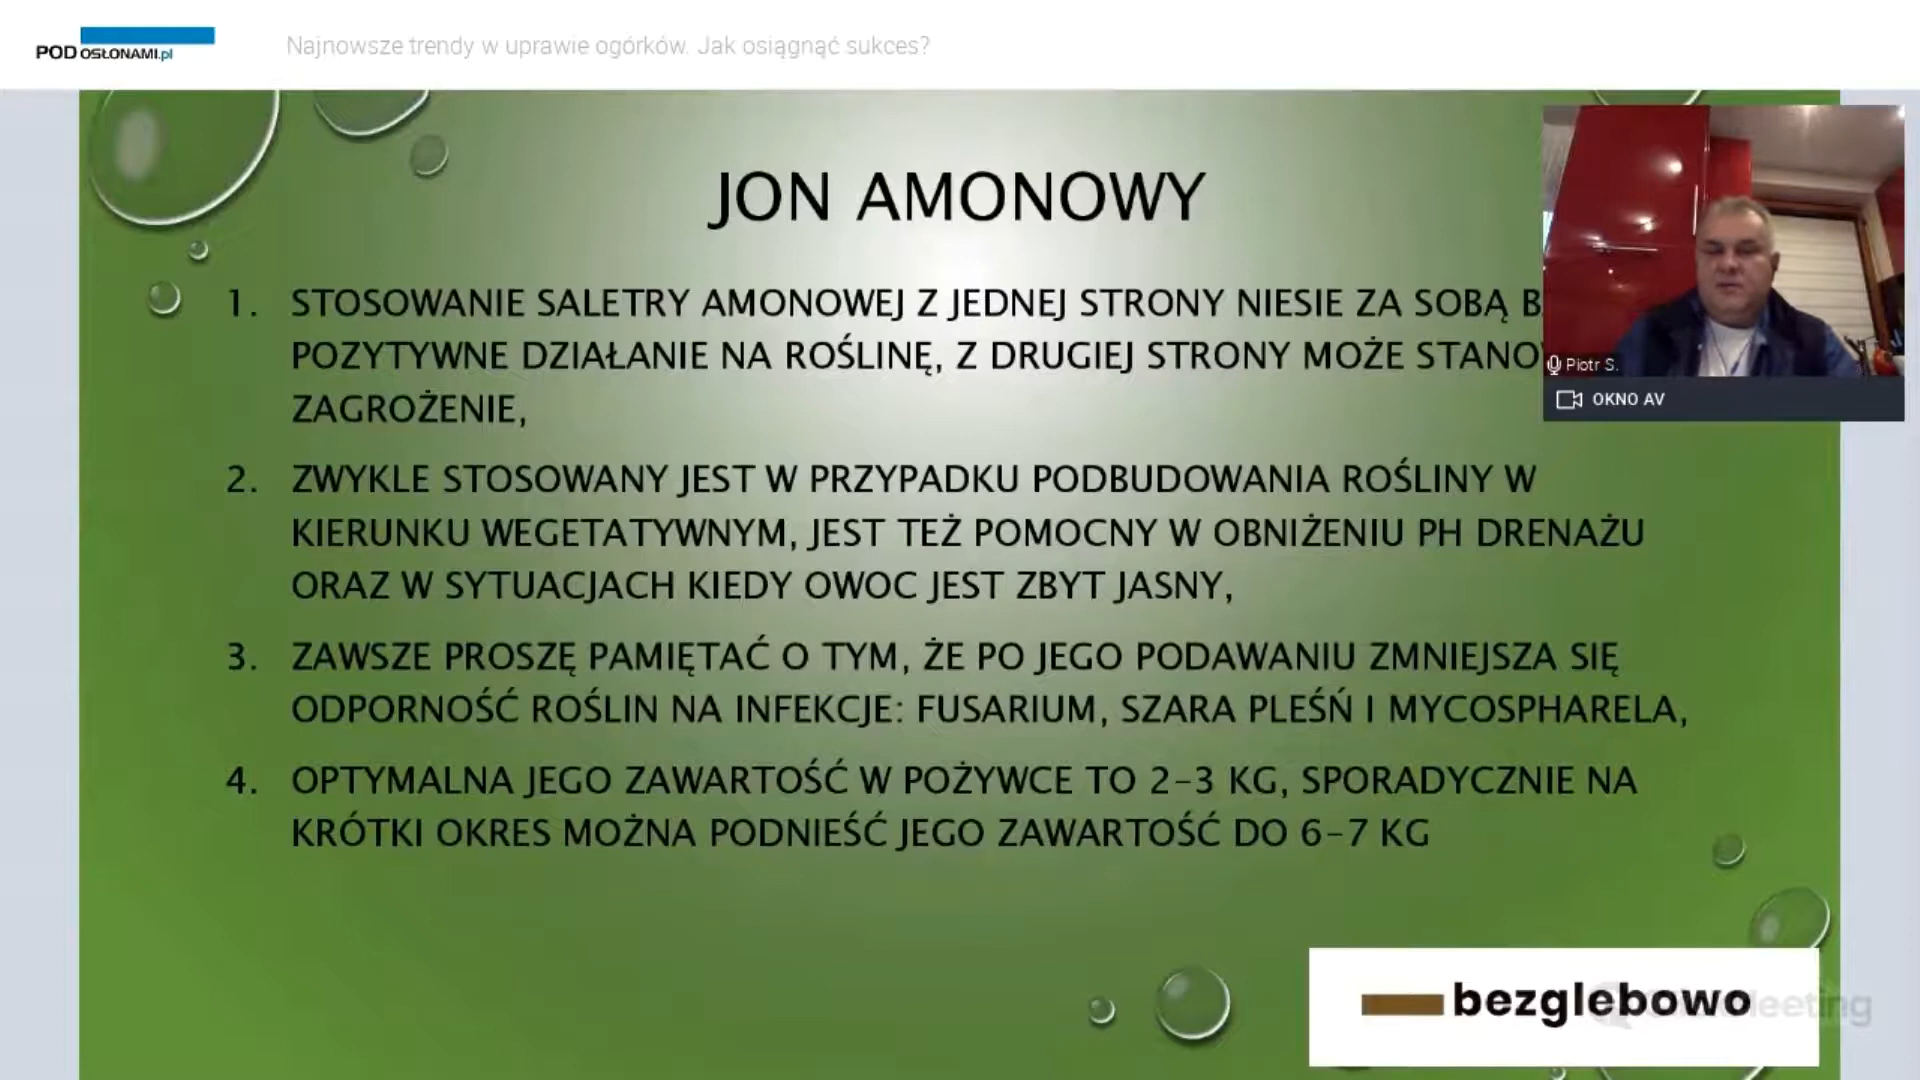 POD OSŁONAMI.pl
Najnowsze trendy w uprawie ogórków. Jak osiągnąć sukces?
JON AMONOWY
1. STOSOWANIE SALETRY AMONOWEJ Z JEDNEJ STRONY NIESIE ZA SOBĄ
POZYTYWNE DZIAŁANIE NA ROŚLINĘ, Z DRUGIEJ STRONY MOŻE
ZAGROŻENIE,
2. ZWYKLE STOSOWANY JEST W PRZYPADKU PODBUDOWANIA ROŚLINY W
KIERUNKU WEGETATYWNYM, JEST TEŻ POMOCNY W OBNIŻENIU PH DRENAŻU
ORAZ W SYTUACJACH KIEDY OWOC JEST ZBYT JASNY,
3. ZAWSZE PROSZĘ PAMIĘTAĆ O TYM, ŻE PO JEGO PODAWANIU ZMNIEJSZA SIĘ
ODPORNOŚĆ ROŚLIN NA INFEKCJE: FUSARIUM, SZARA PLEŚŃ I MYCOSPHARELA,
4. OPTYMALNA JEGO ZAWARTOŚĆ W POŻYWCE TO 2-3 KG, SPORADYCZNIE NA
KRÓTKI OKRES MOŻNA PODNIEŚĆ JEGO ZAWARTOŚĆ DO 6-7 KG
Piotr S.
OKNO AV
bezglebowo